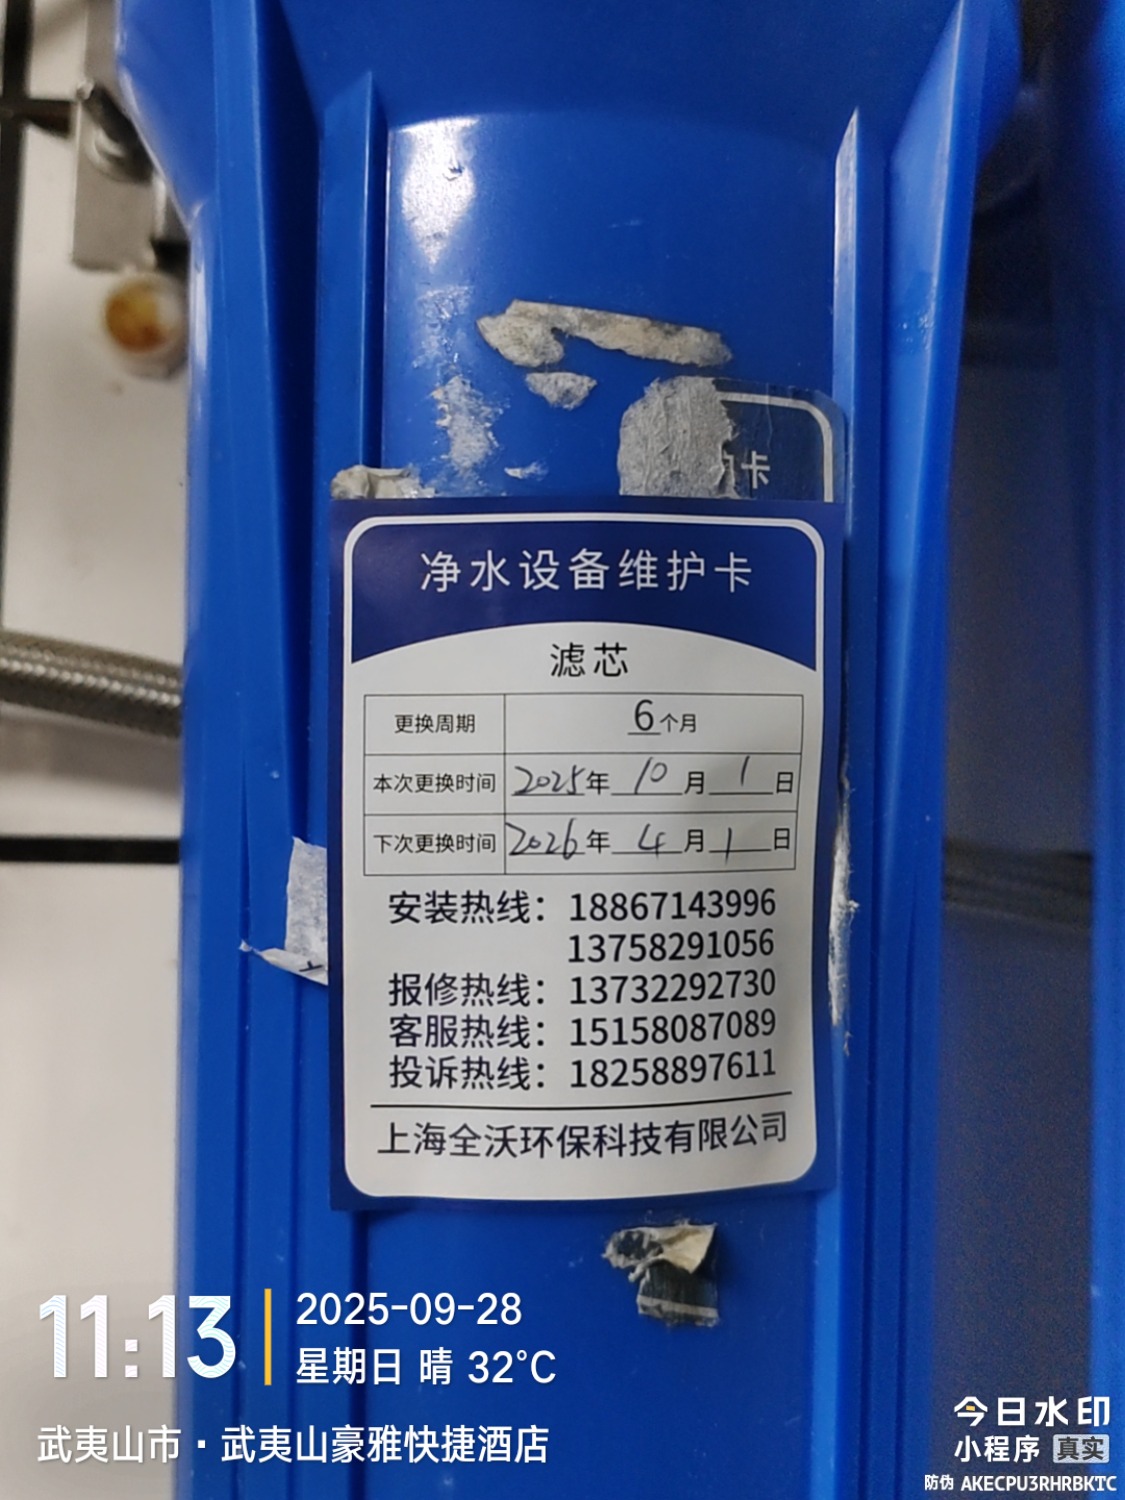 卡
净水设备维护卡
滤芯
更换周期 6个月
本次更换时间 2025年 10月 1日
下次更换时间 2026年 4月 1日
安装热线：18867143996
13758291056
报修热线：13732292730
客服热线：15158087089
投诉热线：18258897611
上海全沃环保科技有限公司
11:13
2025-09-28
星期日 晴 32°C
武夷山市·武夷山豪雅快捷酒店
今日水印
小程序 真实
防伪 AKECPU3RHRBKTC